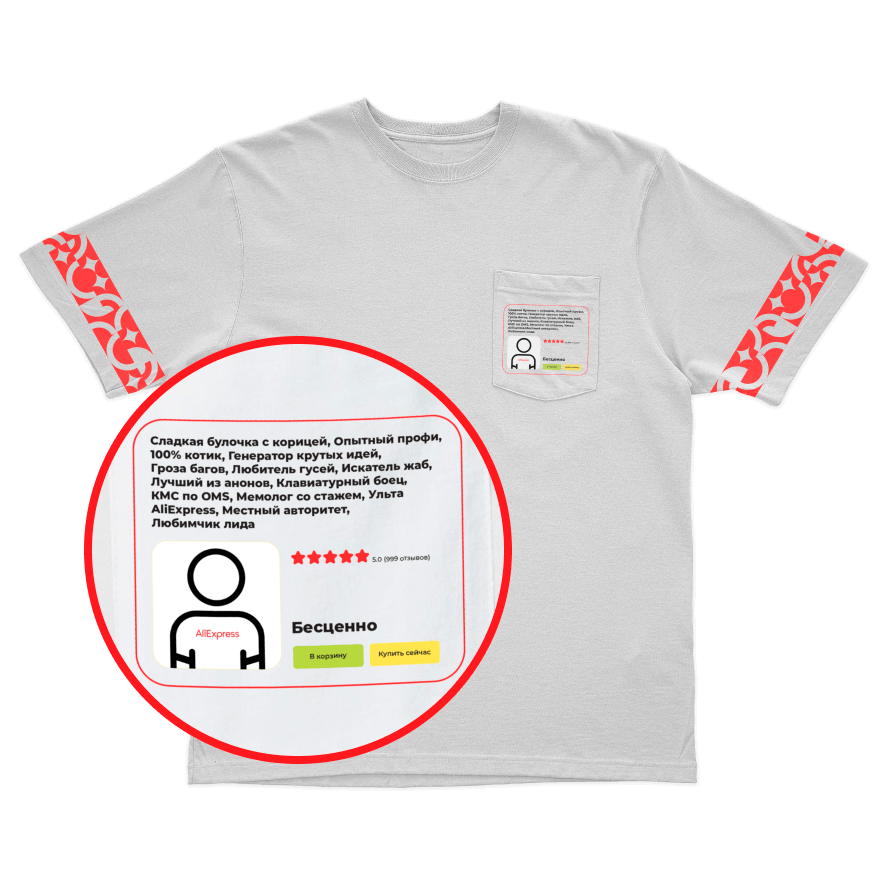 Сладкая булочка с корицей, Опытный профи,
100% котик, Генератор крутых идей,
Гроза багов, Любитель гусей, Искатель жаб,
Лучший из анонов, Клавиатурный боец,
КМС по OMS, Мемолог со стажем, Ульта
AliExpress, Местный авторитет,
Любимчик лида
5.0 (999 отзывов)
AliExpress
Бесценно
В корзину
Купить сейчас